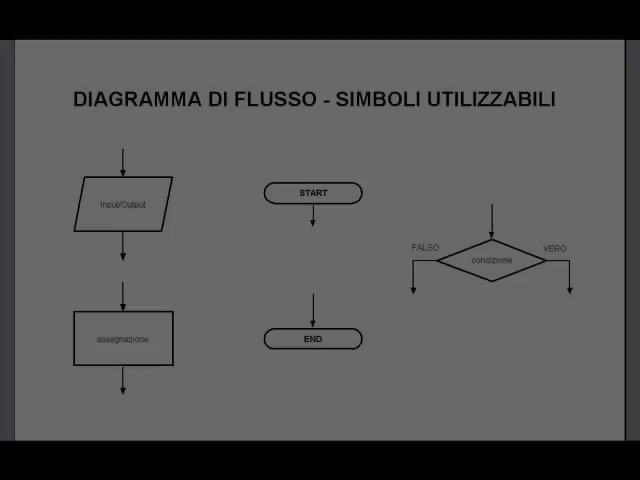 DIAGRAMMA DI FLUSSO - SIMBOLI UTILIZZABILI
Input/Output
START
FALSO
condizione
VERO
assegnazione
END